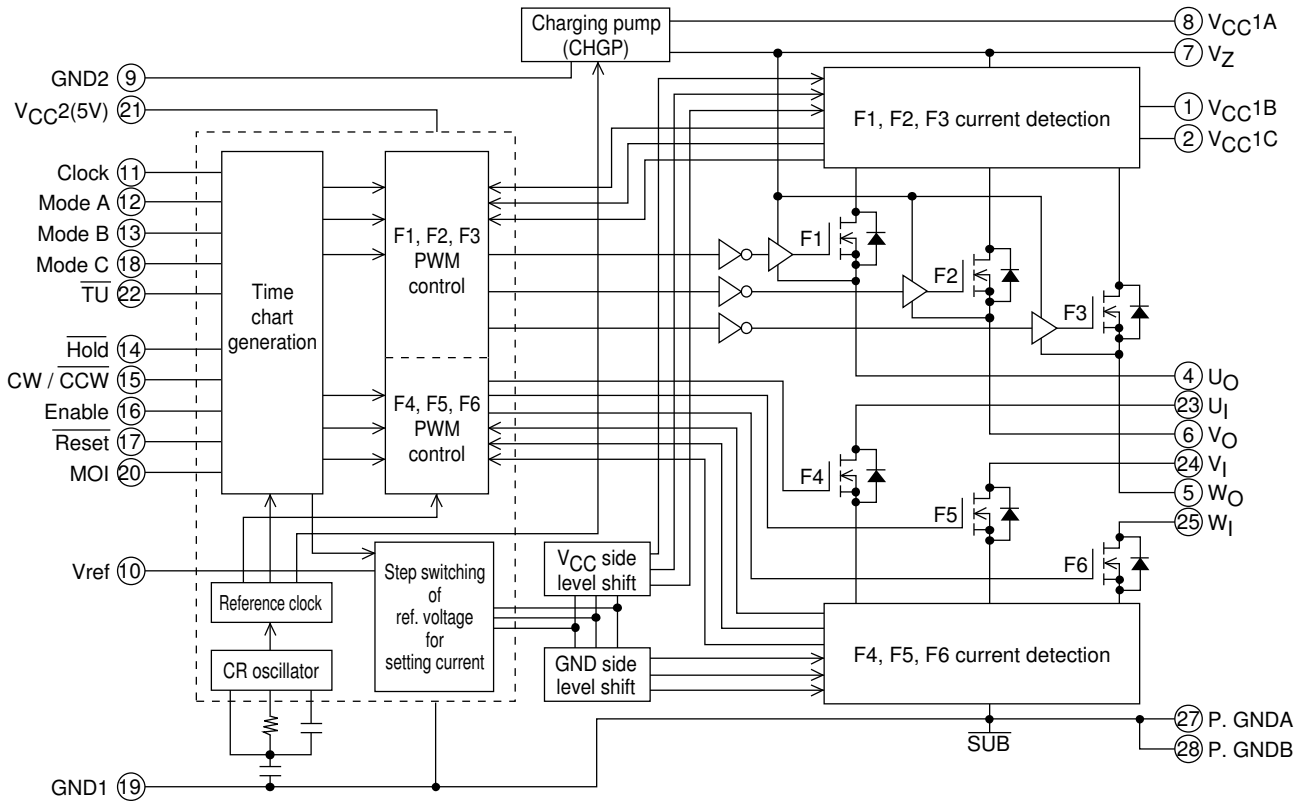 Charging pump
(CHGP)
8 VCC1A
7 VZ
GND2 9
VCC2(5V) 21
F1, F2, F3 current detection
1 VCC1B
2 VCC1C
Clock 11
Mode A 12
Mode B 13
Mode C 18
TU 22
Hold 14
CW / CCW 15
Enable 16
Reset 17
MOI 20
Time
chart
generation
F1, F2, F3
PWM
control
F4, F5, F6
PWM
control
F1
F2
F3
4 UO
23 UI
6 VO
24 VI
5 WO
25 WI
F4
F5
F6
Vref 10
Reference clock
CR oscillator
Step switching
of
ref. voltage
for
setting current
VCC side
level shift
GND side
level shift
F4, F5, F6 current detection
SUB
27 P. GNDA
28 P. GNDB
GND1 19